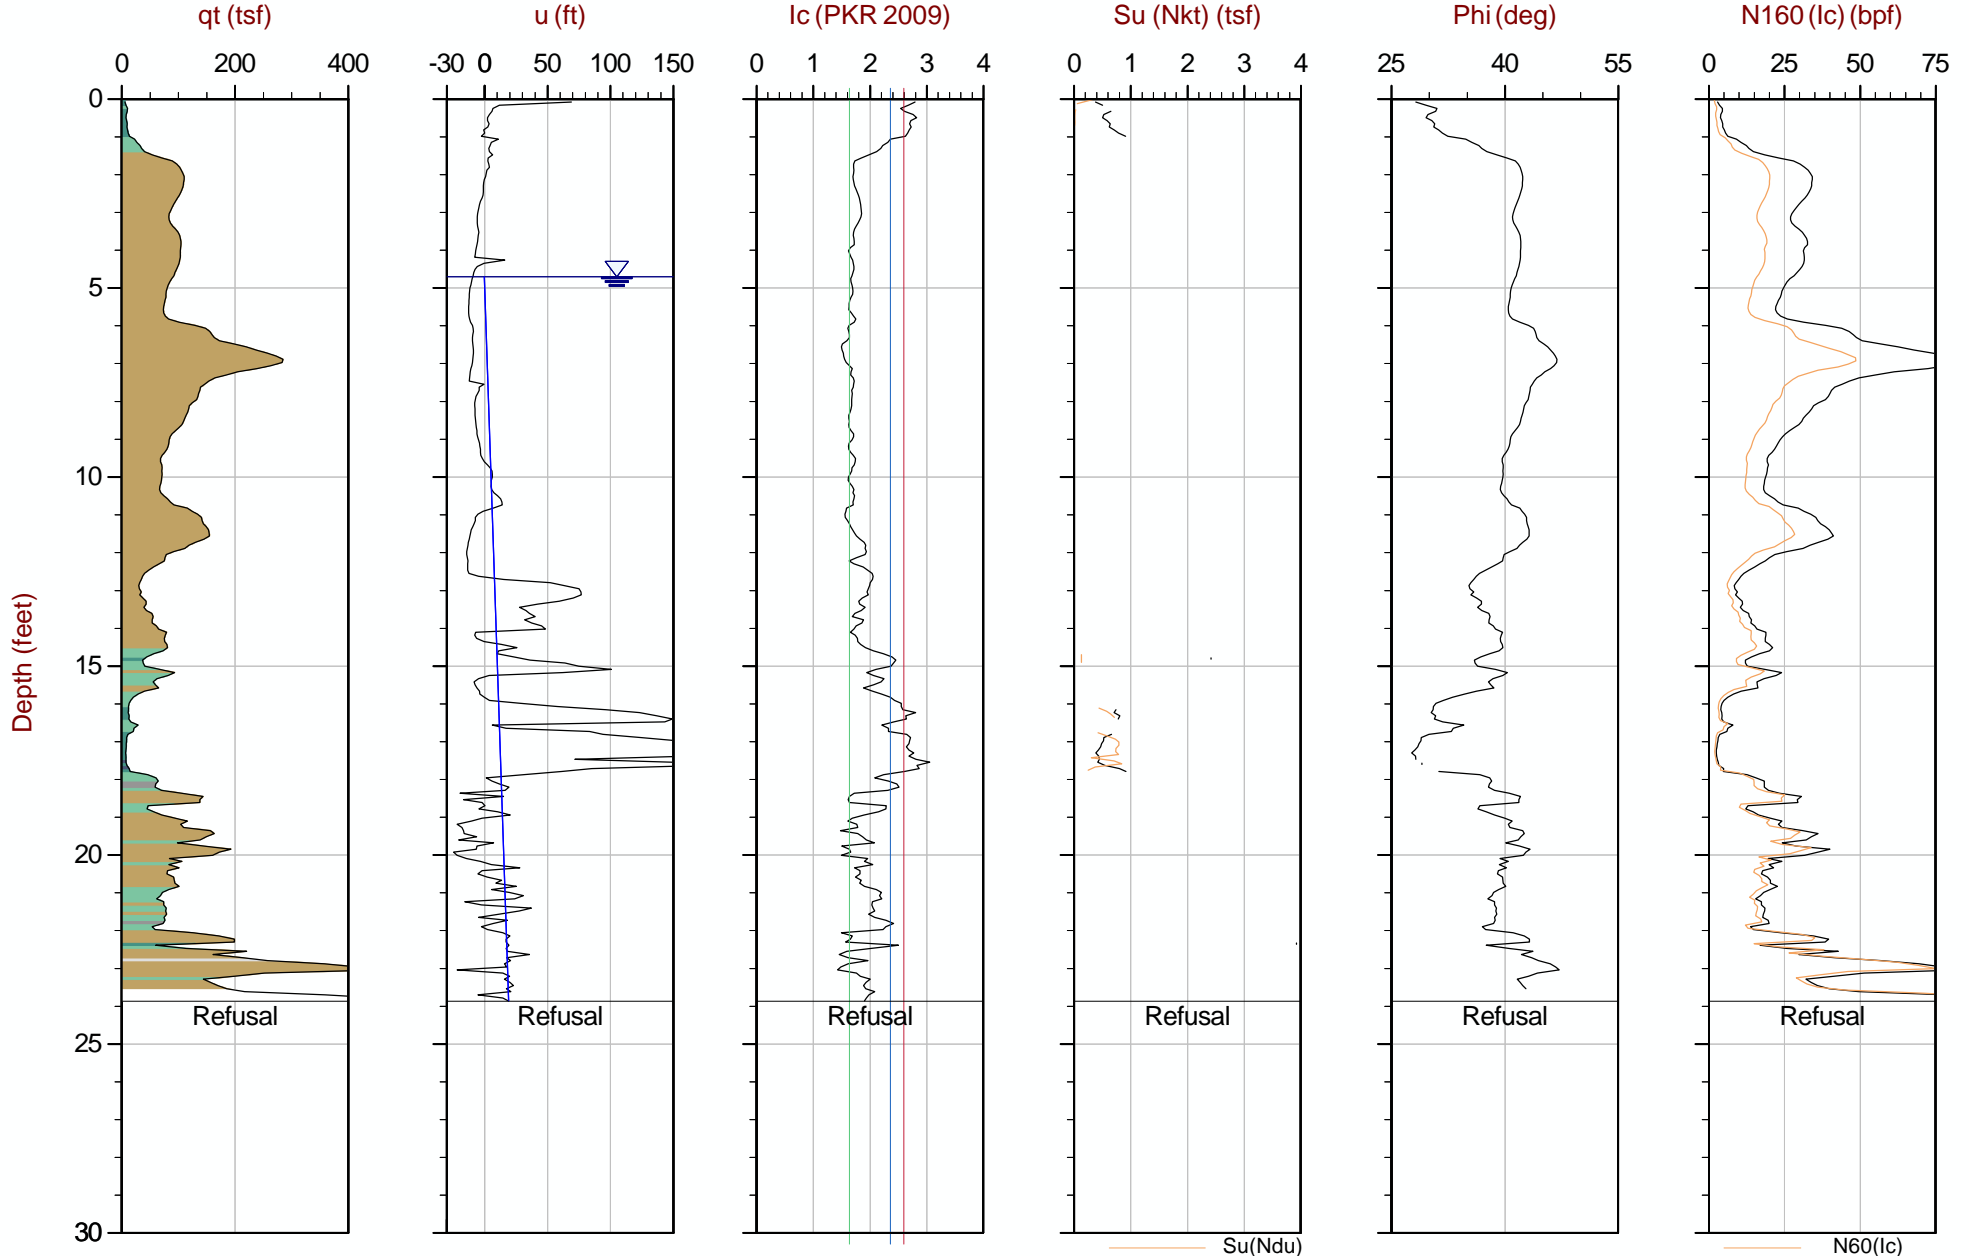 qt (tsf) u (ft) Ic (PKR 2009) Su (Nkt) (tsf) Phi (deg) N160 (Ic) (bpf)
0 200 400 -30 0 50 100 150 0 1 2 3 4 0 1 2 3 4 25 40 55 0 25 50 75
0
5
10
15
20
25
30
Depth (feet)
Refusal Refusal Refusal Refusal Refusal Refusal
Su(Ndu) N60(Ic)